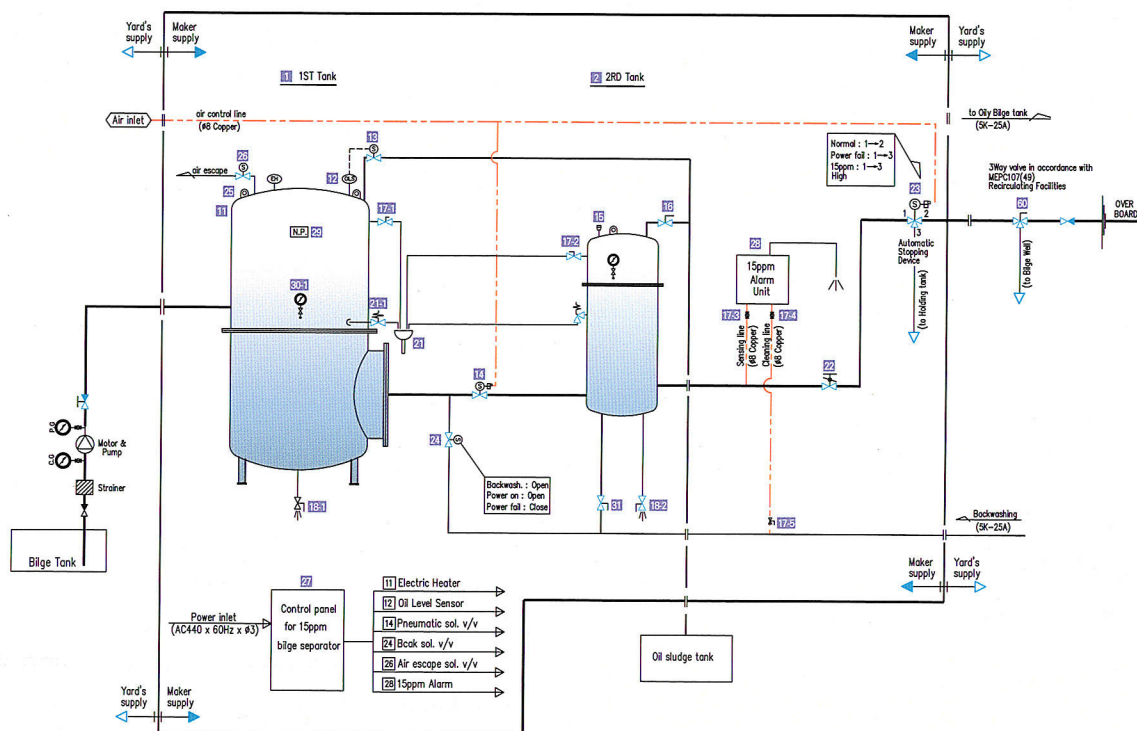 Yard's
supply
Maker
supply
Maker
supply
Yard's
supply
1 1ST Tank
2 2RD Tank
Air inlet
air control line
(ø8 Copper)
to Oily Bilge tank
(5K-25A)
Normal : 1→2
Power fail : 1→3
15ppm : 1→3
High
3Way valve in accordance with
MEPC107(49)
Recirculating Facilities
13
S
26
S
air escape
25
EH
12
OLS
11
17-1
N.P.
29
30-1
21-1
21
15
16
17-2
28
15ppm
Alarm
Unit
17-3
17-4
Sensing line
(ø8 Copper)
Cleaning line
(ø8 Copper)
23
S
1
2
3
Automatic
Stopping
Device
(to Holding tank)
60
(to Bilge Well)
OVER
BOARD
14
S
22
24
S
Backwash. : Open
Power on : Open
Power fail : Close
P.G
Motor &
Pump
C.G
Strainer
Bilge Tank
18-1
31
18-2
17-5
Backwashing
(5K-25A)
Maker
supply
Yard's
supply
27
Control panel
for 15ppm
bilge separator
Power inlet
(AC440 x 60Hz x ø3)
11 Electric Heater
12 Oil Level Sensor
14 Pneumatic sol. v/v
24 Bcak sol. v/v
26 Air escape sol. v/v
28 15ppm Alarm
Oil sludge tank
Yard's
supply
Maker
supply